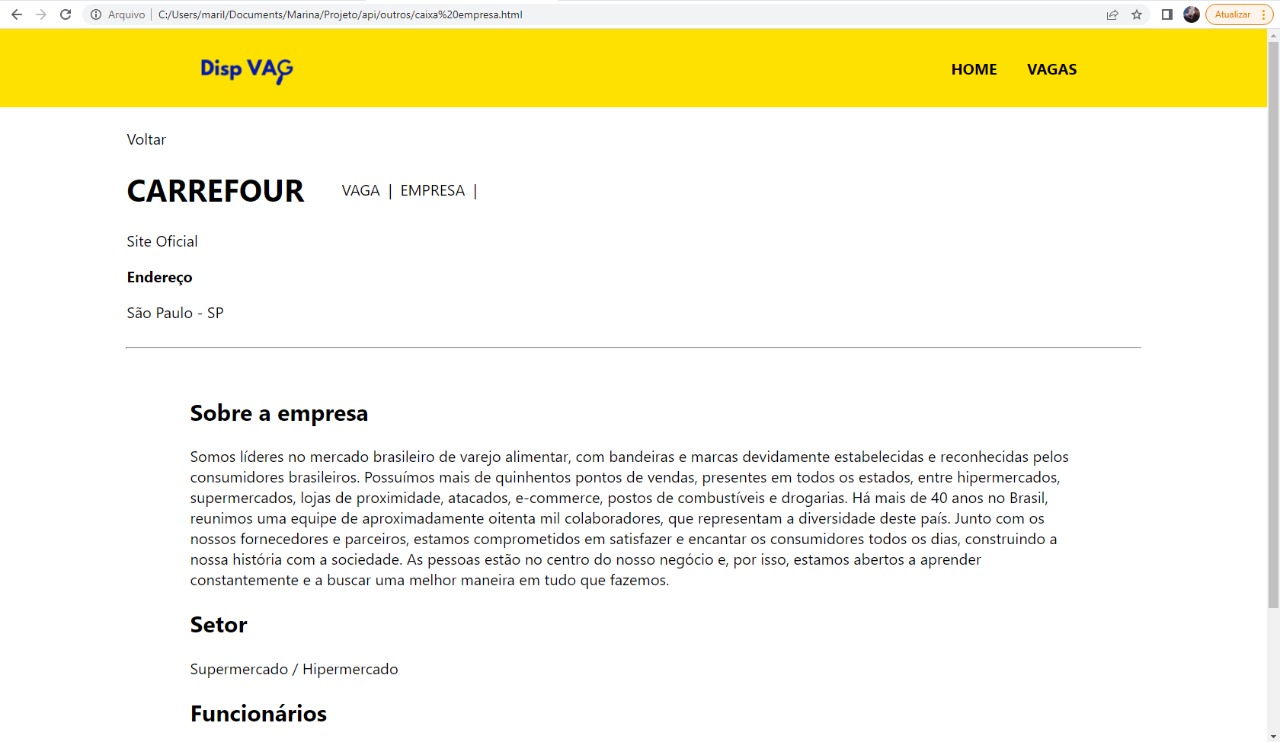 Arquivo | C:/Users/maril/Documents/Marina/Projeto/api/outros/caixa%20empresa.html
Atualizar
Disp VAG
HOME VAGAS
Voltar
CARREFOUR VAGA | EMPRESA |
Site Oficial
Endereço
São Paulo - SP
Sobre a empresa
Somos líderes no mercado brasileiro de varejo alimentar, com bandeiras e marcas devidamente estabelecidas e reconhecidas pelos
consumidores brasileiros. Possuímos mais de quinhentos pontos de vendas, presentes em todos os estados, entre hipermercados,
supermercados, lojas de proximidade, atacados, e-commerce, postos de combustíveis e drogarias. Há mais de 40 anos no Brasil,
reunimos uma equipe de aproximadamente oitenta mil colaboradores, que representam a diversidade deste país. Junto com os
nossos fornecedores e parceiros, estamos comprometidos em satisfazer e encantar os consumidores todos os dias, construindo a
nossa história com a sociedade. As pessoas estão no centro do nosso negócio e, por isso, estamos abertos a aprender
constantemente e a buscar uma melhor maneira em tudo que fazemos.
Setor
Supermercado / Hipermercado
Funcionários